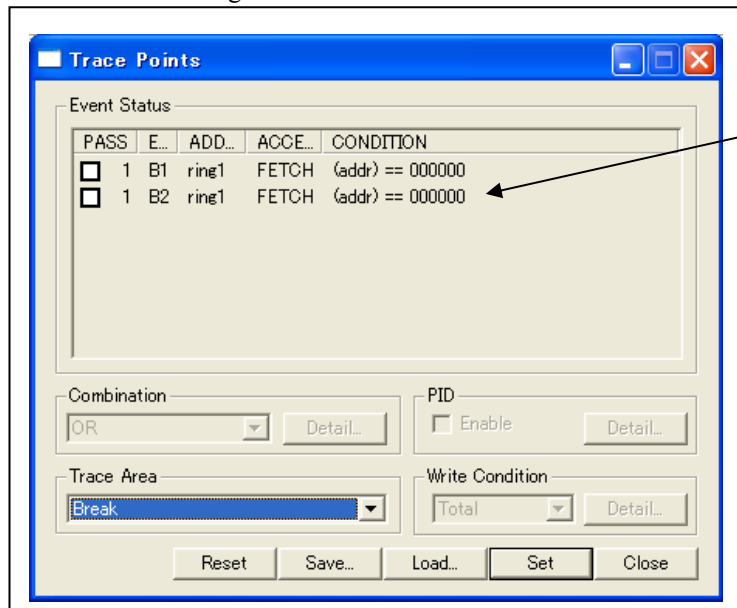 Trace Points
Event Status
PASS E... ADD... ACCE... CONDITION
1 B1 ring1 FETCH (addr) == 000000
1 B2 ring1 FETCH (addr) == 000000
Combination
OR Detail...
PID
Enable Detail...
Trace Area
Break
Write Condition
Total Detail...
Reset Save... Load... Set Close